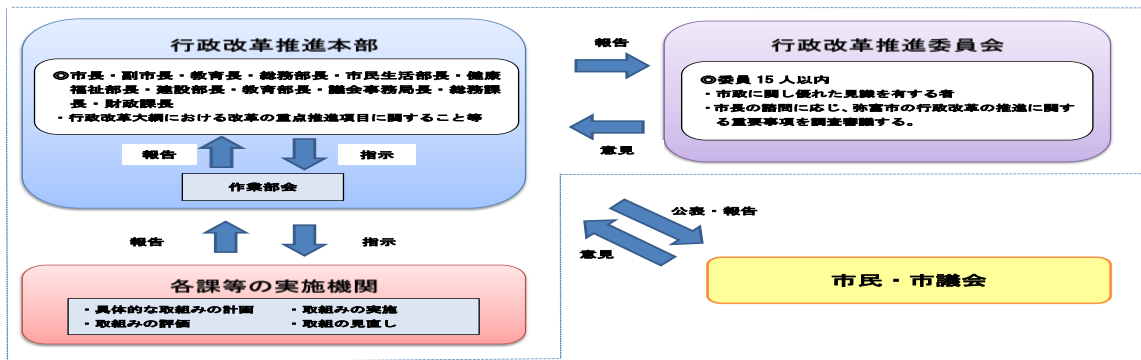 行政改革推進本部
◎市長・副市長・教育長・総務部長・市民生活部長・健康
福祉部長・建設部長・教育部長・議会事務局長・総務課
長・財政課長
・行政改革大綱における改革の重点推進項目に関すること等
報告
指示
作業部会
報告
指示
各課等の実施機関
・具体的な取組みの計画
・取組みの実施
・取組みの評価
・取組の見直し
報告
意見
行政改革推進委員会
◎委員15人以内
・市政に関し優れた見識を有する者
・市長の諮問に応じ、弥富市の行政改革の推進に関す
る重要事項を調査審議する。
公表・報告
意見
市民・市議会